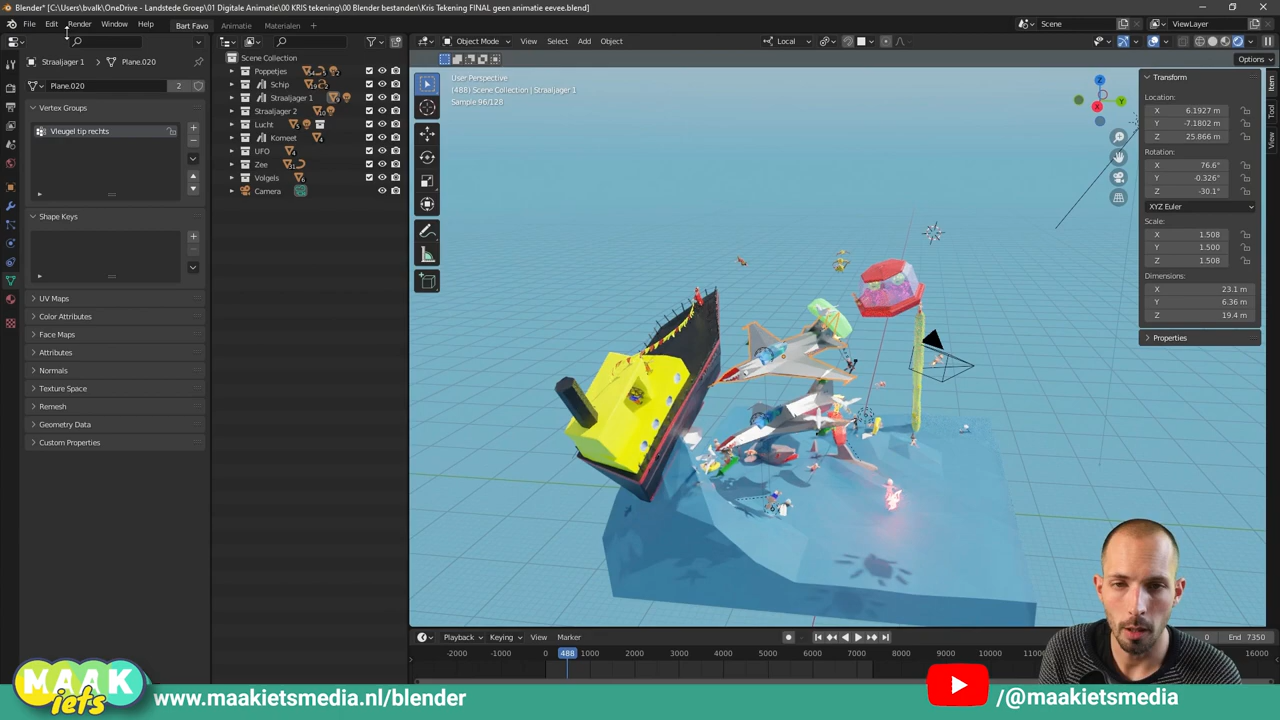 Blender* [C:\Users\bvalk\OneDrive - Landstede Groep\01 Digitale Animatie\00 KRIS tekening\00 Blender bestanden\Kris Tekening FINAL geen animatie eevee.blend]
File Edit Render Window Help Bart Favo Animatie Materialen + Scene ViewLayer
Object Mode View Select Add Object Local
Options
Straaljager 1 > Plane.020
Plane.020 2
Vertex Groups
Vleugel tip rechts
Shape Keys
UV Maps
Color Attributes
Face Maps
Attributes
Normals
Texture Space
Remesh
Geometry Data
Custom Properties
Scene Collection
Poppetjes
Schip
Straaljager 1
Straaljager 2
Lucht
Komeet
UFO
Zee
Volgels
Camera
User Perspective
(488) Scene Collection | Straaljager 1
Sample 96/128
X
Y
Z
Transform
Location:
X 6.1927 m
Y -7.1802 m
Z 25.866 m
Rotation:
X 76.6°
Y -0.326°
Z -30.1°
XYZ Euler
Scale:
X 1.508
Y 1.500
Z 1.508
Dimensions:
X 23.1 m
Y 6.36 m
Z 19.4 m
Properties
Item
Tool
View
Playback Keying View Marker 0 End 7350
-2000 -1000 0 488 1000 2000 3000 4000 5000 6000 7000 8000 9000 10000 11000 12000 13000 16000
MAAK
iets
www.maakietsmedia.nl/blender
/@maakietsmedia